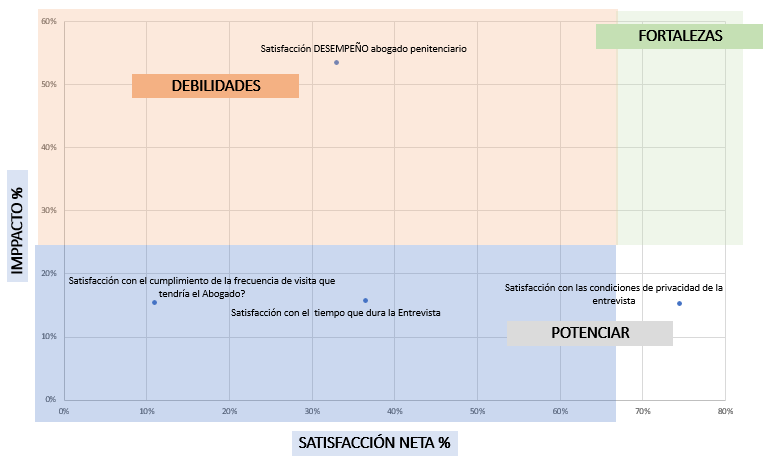 60%
FORTALEZAS
Satisfacción DESEMPEÑO abogado penitenciario
50%
DEBILIDADES
40%
30%
IMPPACTO %
20%
Satisfacción con el cumplimiento de la frecuencia de visita que
tendría el Abogado?
Satisfacción con las condiciones de privacidad de la
entrevista
Satisfacción con el tiempo que dura la Entrevista
10%
POTENCIAR
0%
0% 10% 20% 30% 40% 50% 60% 70% 80%
SATISFACCIÓN NETA %